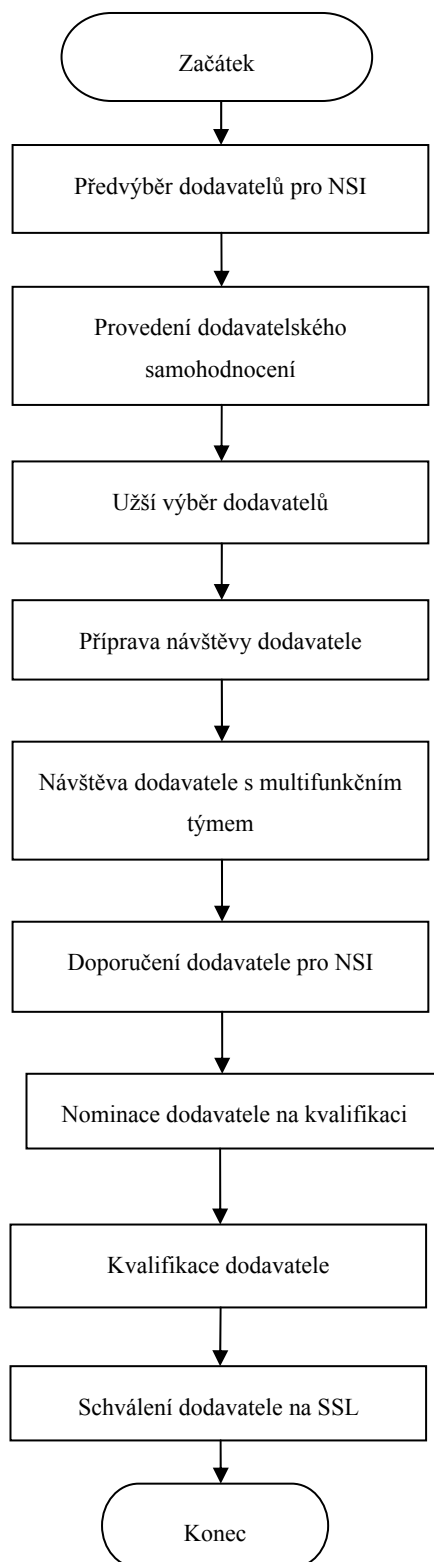 Začátek
Předvýběr dodavatelů pro NSI
Provedení dodavatelského
samohodnocení
Užší výběr dodavatelů
Příprava návštěvy dodavatele
Návštěva dodavatele s multifunkčním
týmem
Doporučení dodavatele pro NSI
Nominace dodavatele na kvalifikaci
Kvalifikace dodavatele
Schválení dodavatele na SSL
Konec